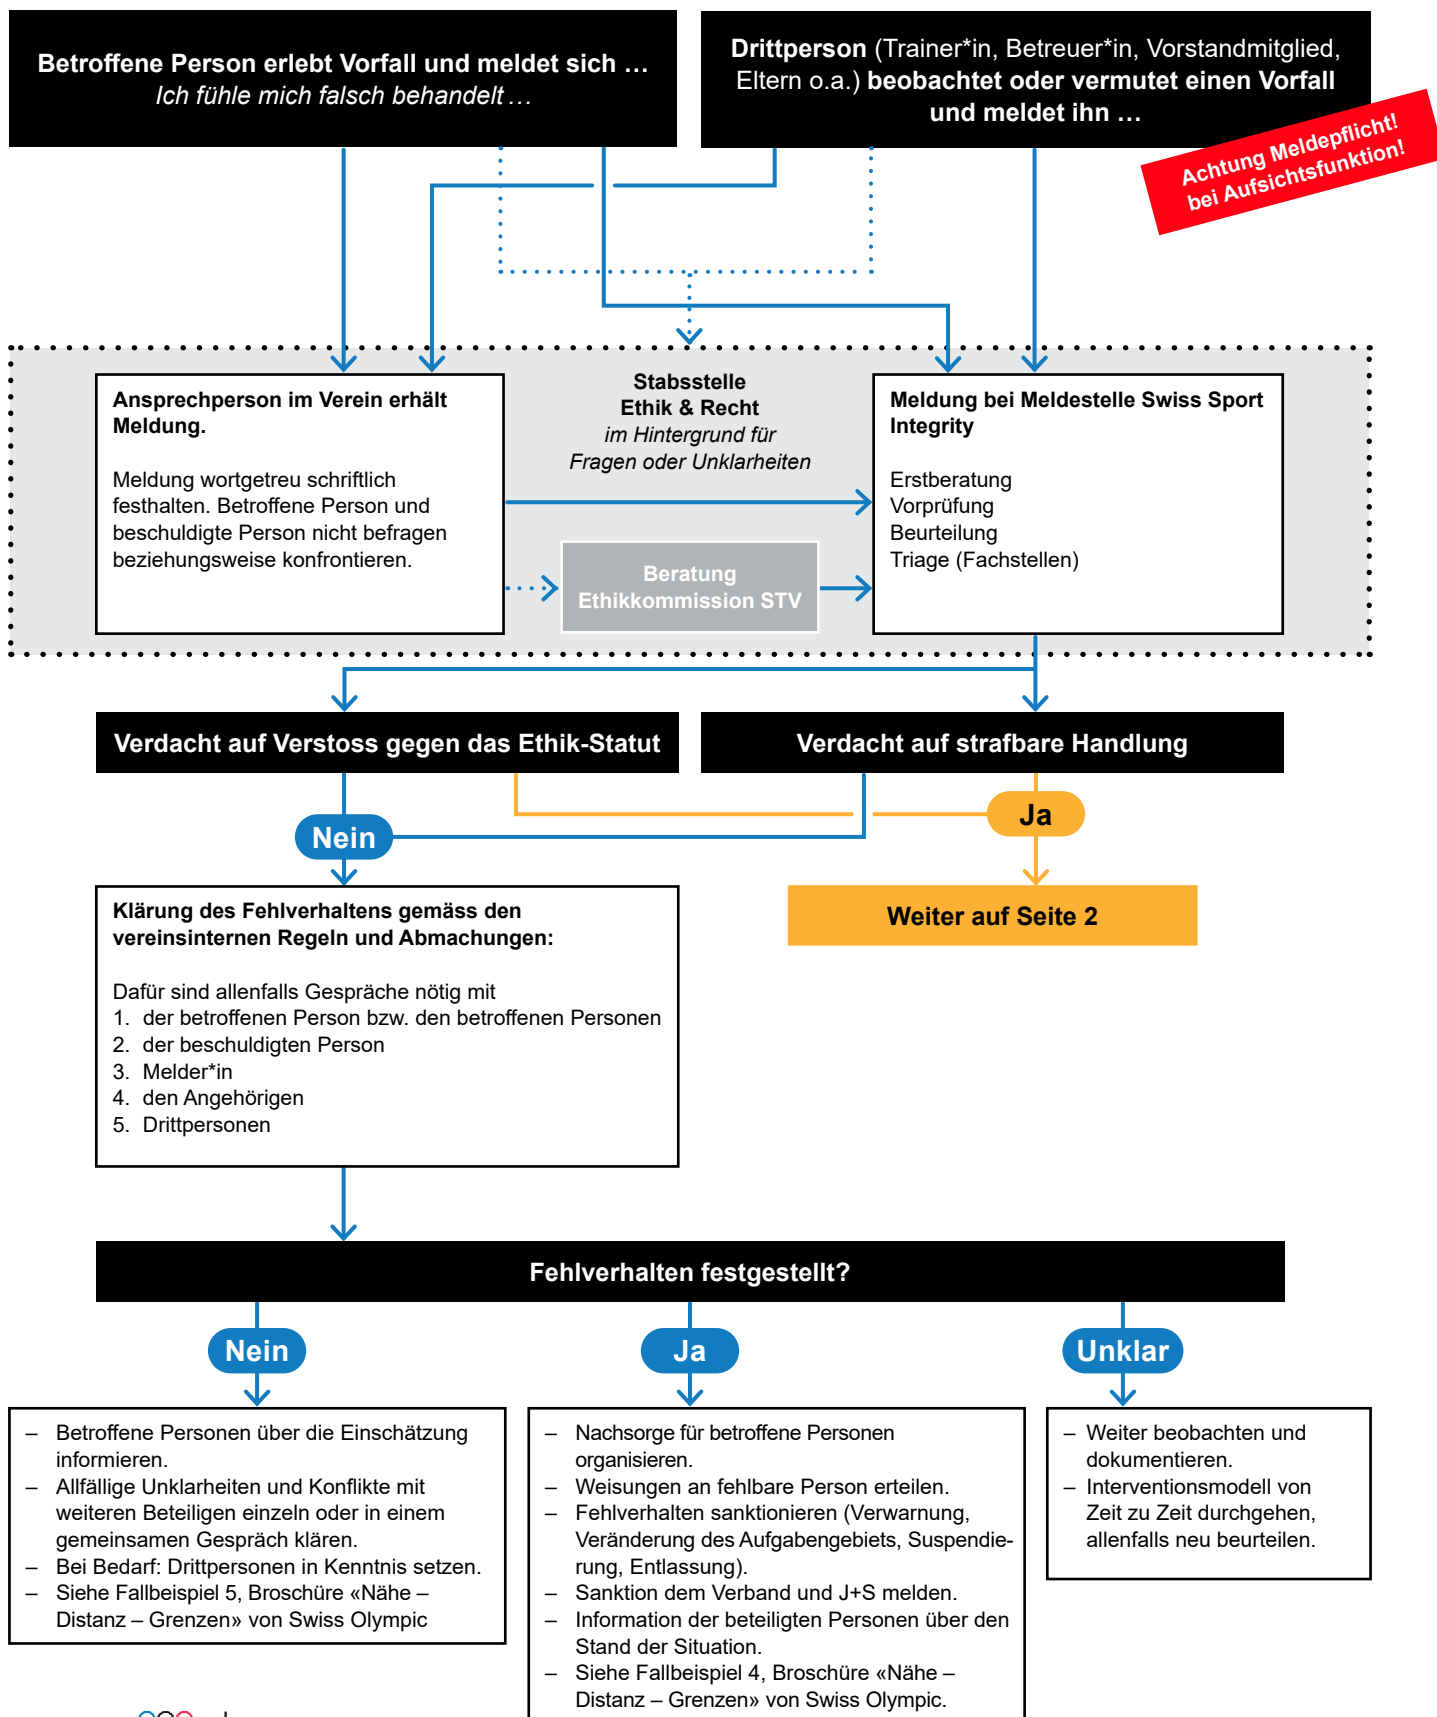 Betroffene Person erlebt Vorfall und meldet sich …
Ich fühle mich falsch behandelt …
Drittperson (Trainer*in, Betreuer*in, Vorstandmitglied,
Eltern o.a.) beobachtet oder vermutet einen Vorfall
und meldet ihn …
Achtung Meldepflicht!
bei Aufsichtsfunktion!
Ansprechperson im Verein erhält
Meldung.
Meldung wortgetreu schriftlich
festhalten. Betroffene Person und
beschuldigte Person nicht befragen
beziehungsweise konfrontieren.
Stabsstelle
Ethik & Recht
im Hintergrund für
Fragen oder Unklarheiten
Beratung
Ethikkommission STV
Meldung bei Meldestelle Swiss Sport
Integrity
Erstberatung
Vorprüfung
Beurteilung
Triage (Fachstellen)
Verdacht auf Verstoss gegen das Ethik-Statut
Verdacht auf strafbare Handlung
Nein
Ja
Klärung des Fehlverhaltens gemäss den
vereinsinternen Regeln und Abmachungen:
Dafür sind allenfalls Gespräche nötig mit
1. der betroffenen Person bzw. den betroffenen Personen
2. der beschuldigten Person
3. Melder*in
4. den Angehörigen
5. Drittpersonen
Weiter auf Seite 2
Fehlverhalten festgestellt?
Nein
Ja
Unklar
– Betroffene Personen über die Einschätzung
informieren.
– Allfällige Unklarheiten und Konflikte mit
weiteren Beteiligen einzeln oder in einem
gemeinsamen Gespräch klären.
– Bei Bedarf: Drittpersonen in Kenntnis setzen.
– Siehe Fallbeispiel 5, Broschüre «Nähe –
Distanz – Grenzen» von Swiss Olympic
– Nachsorge für betroffene Personen
organisieren.
– Weisungen an fehlbare Person erteilen.
– Fehlverhalten sanktionieren (Verwarnung,
Veränderung des Aufgabengebiets, Suspendie-
rung, Entlassung).
– Sanktion dem Verband und J+S melden.
– Information der beteiligten Personen über den
Stand der Situation.
– Siehe Fallbeispiel 4, Broschüre «Nähe –
Distanz – Grenzen» von Swiss Olympic.
– Weiter beobachten und
dokumentieren.
– Interventionsmodell von
Zeit zu Zeit durchgehen,
allenfalls neu beurteilen.